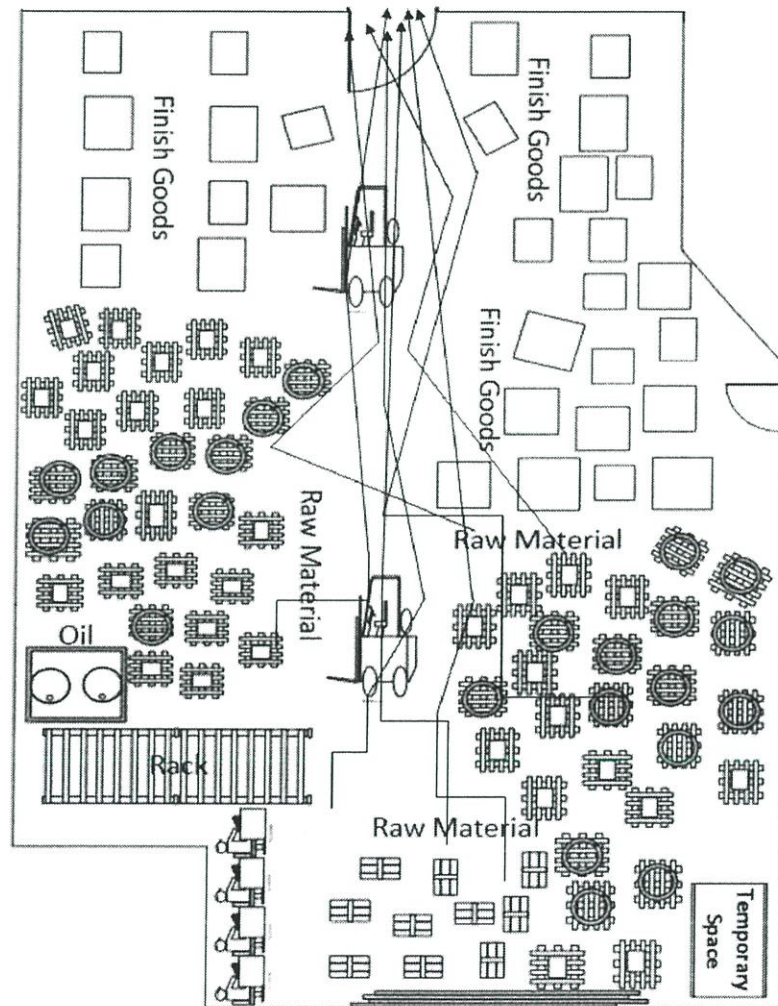 Finish Goods
Finish Goods
Finish Goods
Raw Material
Raw Material
Oil
Rack
Raw Material
Temporary
Space